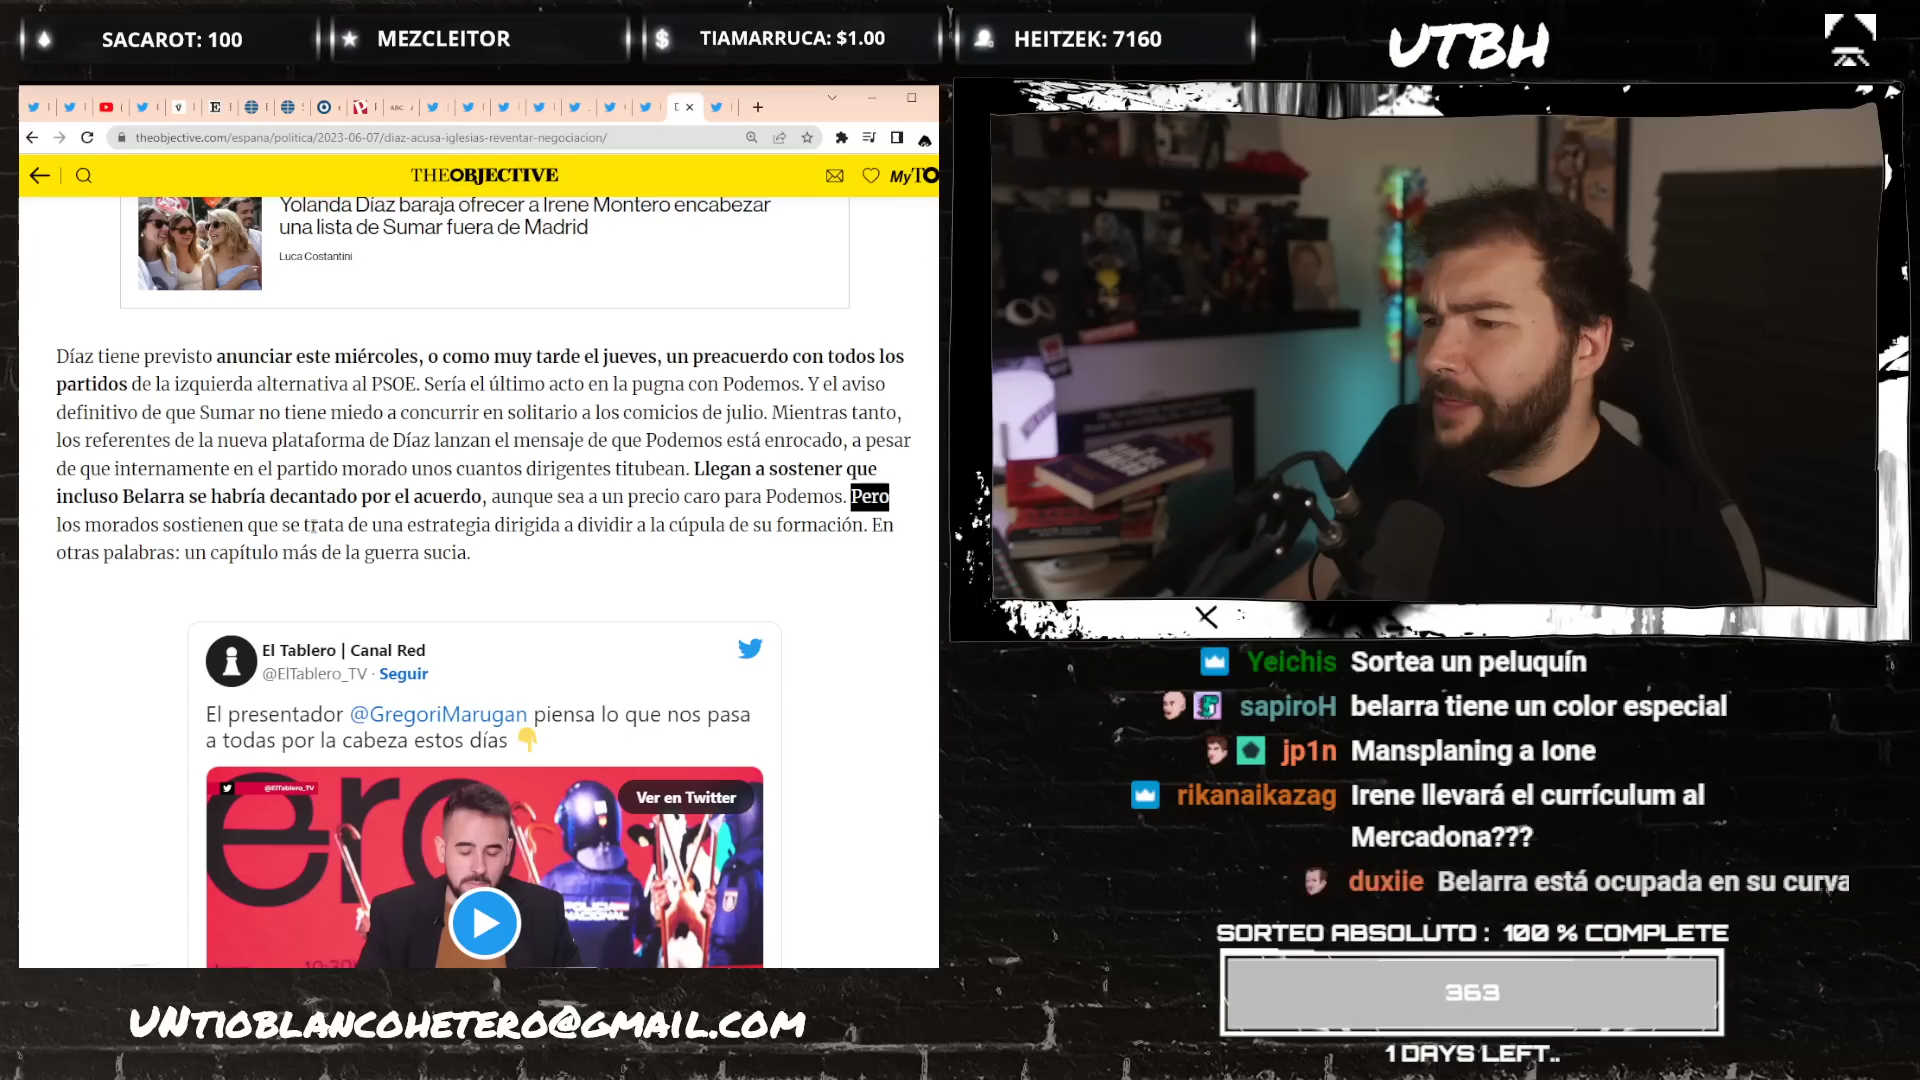 SACAROT: 100
MEZCLEITOR
TIAMARRUCA: $1.00
HEITZEK: 7160
UTBH
theobjective.com/espana/politica/2023-06-07/diaz-acusa-iglesias-reventar-negociacion/
THEOBJECTIVE
MyTO
Yolanda Díaz baraja ofrecer a Irene Montero encabezar
una lista de Sumar fuera de Madrid
Luca Costantini
Díaz tiene previsto anunciar este miércoles, o como muy tarde el jueves, un preacuerdo con todos los
partidos de la izquierda alternativa al PSOE. Sería el último acto en la pugna con Podemos. Y el aviso
definitivo de que Sumar no tiene miedo a concurrir en solitario a los comicios de julio. Mientras tanto,
los referentes de la nueva plataforma de Díaz lanzan el mensaje de que Podemos está enrocado, a pesar
de que internamente en el partido morado unos cuantos dirigentes titubean. Llegan a sostener que
incluso Belarra se habría decantado por el acuerdo, aunque sea a un precio caro para Podemos. Pero
los morados sostienen que se trata de una estrategia dirigida a dividir a la cúpula de su formación. En
otras palabras: un capítulo más de la guerra sucia.
El Tablero | Canal Red
@ElTablero_TV · Seguir
El presentador @GregoriMarugan piensa lo que nos pasa
a todas por la cabeza estos días
@ElTablero_TV
Ver en Twitter
ero
POLICIA
NACIONAL
Yeichis Sortea un peluquín
sapiroH belarra tiene un color especial
jp1n Mansplaning a Ione
rikanaikazag Irene llevará el currículum al
Mercadona???
duxiie Belarra está ocupada en su curva
SORTEO ABSOLUTO : 100 % COMPLETE
363
1 DAYS LEFT..
UNTIOBLANCOHETERO@GMAIL.COM